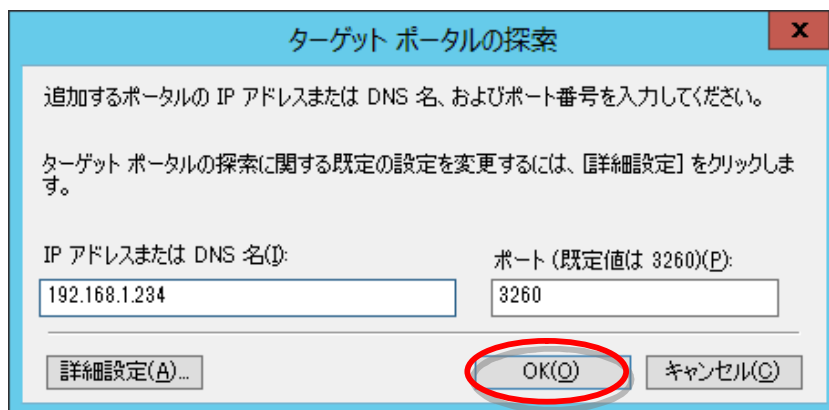 ターゲット ポータルの探索
x
追加するポータルの IP アドレスまたは DNS 名、およびポート番号を入力してください。
ターゲット ポータルの探索に関する既定の設定を変更するには、[詳細設定] をクリックしま
す。
IP アドレスまたは DNS 名(I):
ポート (既定値は 3260)(P):
192.168.1.234
3260
詳細設定(A)...
OK(O)
キャンセル(C)